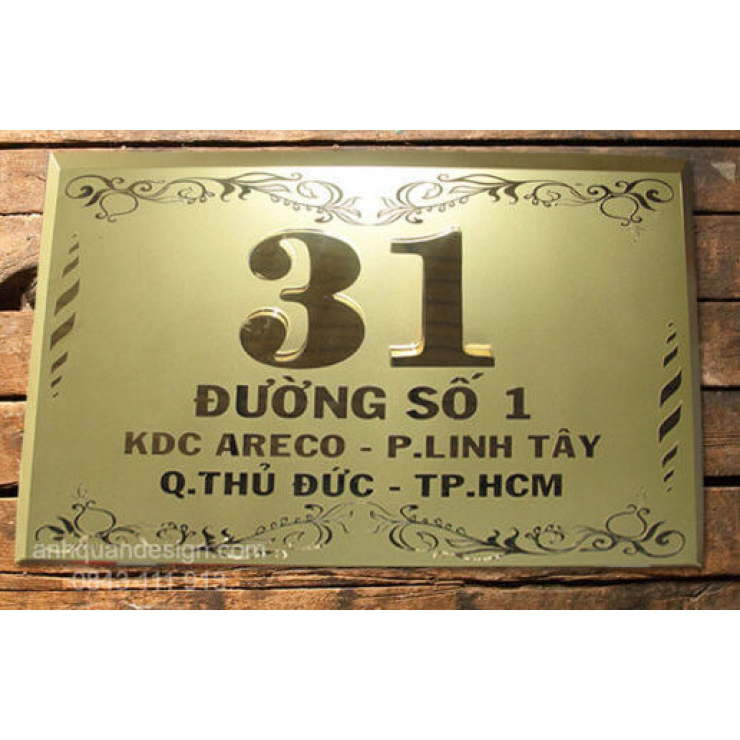 31
ĐƯỜNG SỐ 1
KDC ARECO - P.LINH TÂY
Q.THỦ ĐỨC - TP.HCM
anhquandesign.com